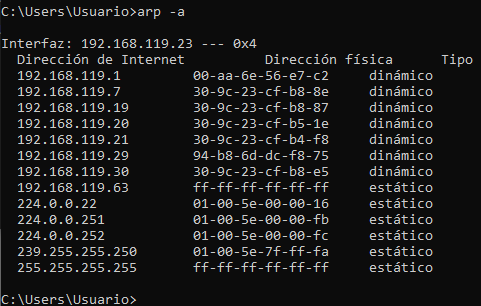 C:\Users\Usuario>arp -a
Interfaz: 192.168.119.23 --- 0x4
Dirección de Internet Dirección física Tipo
192.168.119.1 00-aa-6e-56-e7-c2 dinámico
192.168.119.7 30-9c-23-cf-b8-8e dinámico
192.168.119.19 30-9c-23-cf-b8-87 dinámico
192.168.119.20 30-9c-23-cf-b5-1e dinámico
192.168.119.21 30-9c-23-cf-b4-f8 dinámico
192.168.119.29 94-b8-6d-dc-f8-75 dinámico
192.168.119.30 30-9c-23-cf-b8-e5 dinámico
192.168.119.63 ff-ff-ff-ff-ff-ff estático
224.0.0.22 01-00-5e-00-00-16 estático
224.0.0.251 01-00-5e-00-00-fb estático
224.0.0.252 01-00-5e-00-00-fc estático
239.255.255.250 01-00-5e-7f-ff-fa estático
255.255.255.255 ff-ff-ff-ff-ff-ff estático
C:\Users\Usuario>